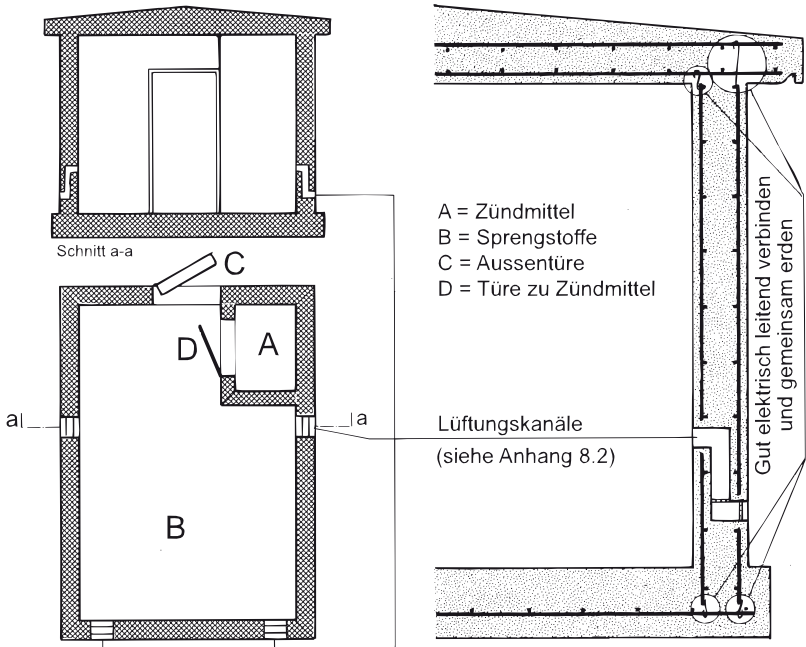 Schnitt a-a
C
D
A
a
a
B
A = Zündmittel
B = Sprengstoffe
C = Aussentüre
D = Türe zu Zündmittel
Lüftungskanäle
(siehe Anhang 8.2)
Gut elektrisch leitend verbinden
und gemeinsam erden